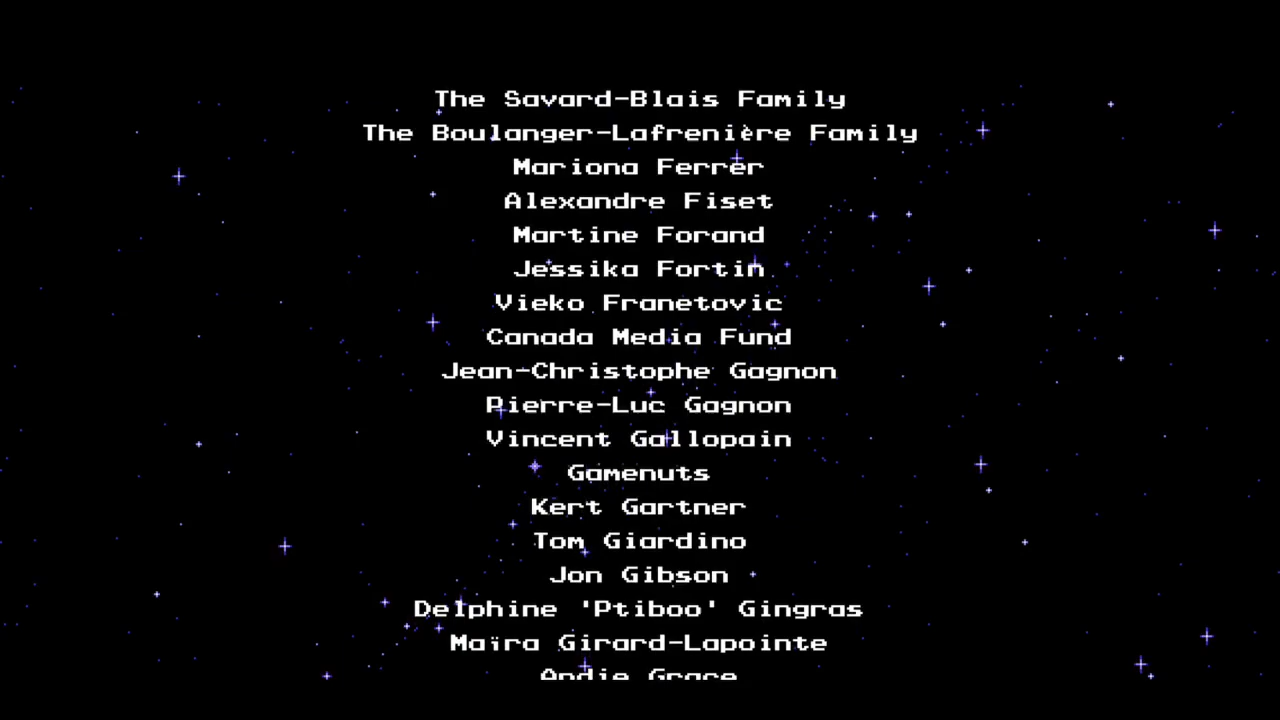 The Savard-Blais Family
The Boulanger-Lafrenière Family
Mariona Ferrer
Alexandre Fiset
Martine Forand
Jessika Fortin
Vieko Franetovic
Canada Media Fund
Jean-Christophe Gagnon
Pierre-Luc Gagnon
Vincent Gallopain
Gamenuts
Kert Gartner
Tom Giardino
Jon Gibson
Delphine 'Ptiboo' Gingras
Maïra Girard-Lapointe
Andie Grace